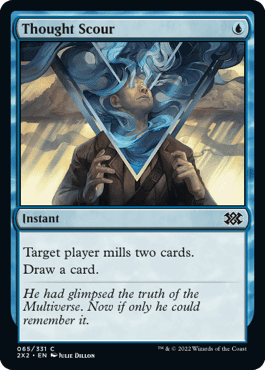 Thought Scour
Instant
Target player mills two cards.
Draw a card.
He had glimpsed the truth of the
Multiverse. Now if only he could
remember it.
065/331 C
2X2 • EN JULIE DILLON
™ & © 2022 Wizards of the Coast